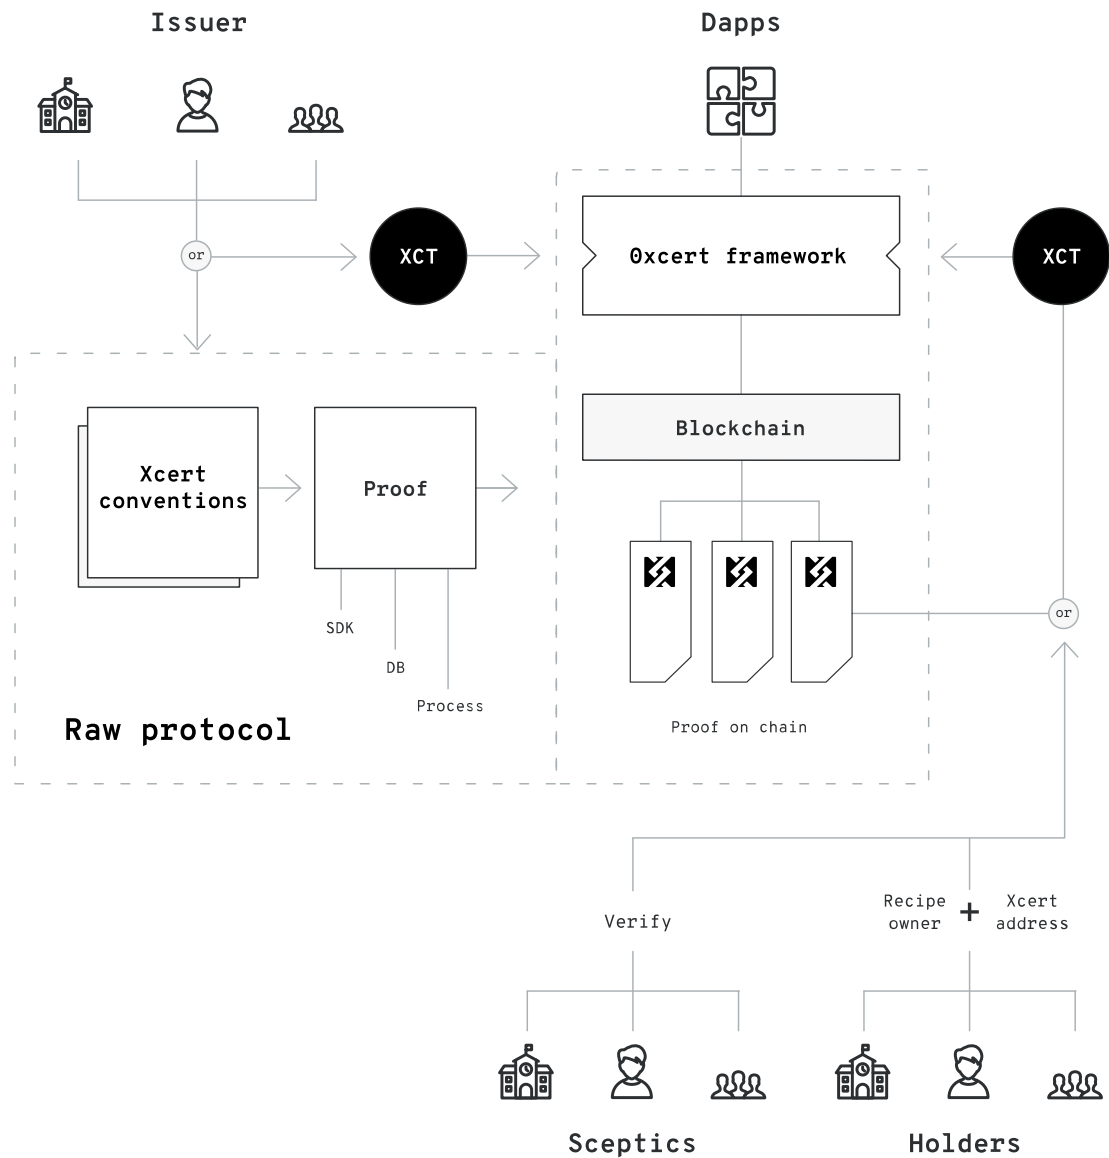 Issuer
Dapps
or
XCT
0xcert framework
XCT
Xcert
conventions
Proof
Blockchain
SDK
DB
Process
Raw protocol
Proof on chain
or
Verify
Recipe
owner
+
Xcert
address
Sceptics
Holders